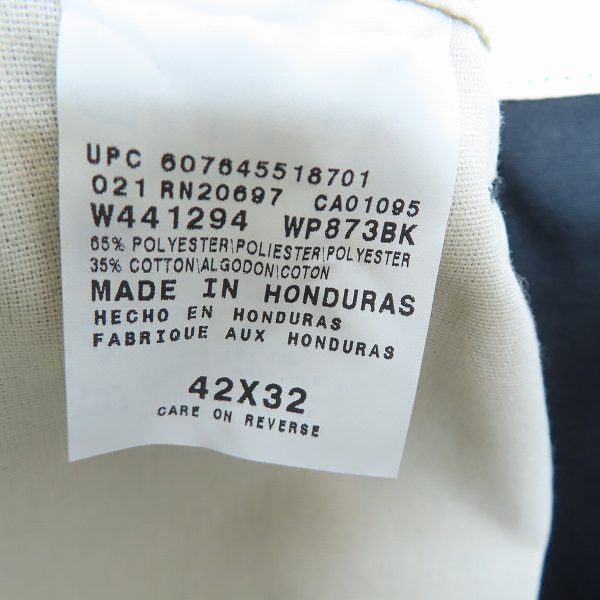 UPC 607645518701
021 RN20697 CA01095
W441294 WP873BK
65% POLYESTER\POLIESTER\POLYESTER
35% COTTON\ALGODON\COTON
MADE IN HONDURAS
HECHO EN HONDURAS
FABRIQUE AUX HONDURAS
42X32
CARE ON REVERSE